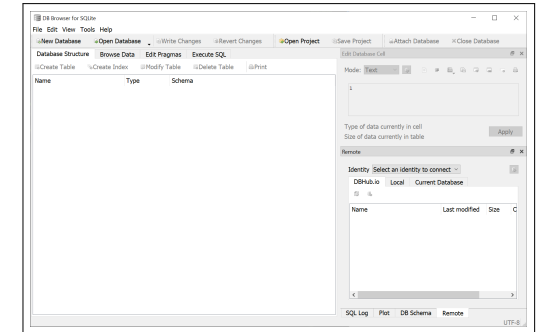 DB Browser for SQLite
File Edit View Tools Help
New Database Open Database Write Changes Revert Changes Open Project Save Project Attach Database Close Database
Database Structure Browse Data Edit Pragmas Execute SQL
Create Table Create Index Modify Table Delete Table Print
Name Type Schema
Edit Database Cell
Mode: Text
1
Type of data currently in cell
Size of data currently in table
Apply
Remote
Identity Select an identity to connect
DBHub.io Local Current Database
Name Last modified Size C
SQL Log Plot DB Schema Remote
UTF-8